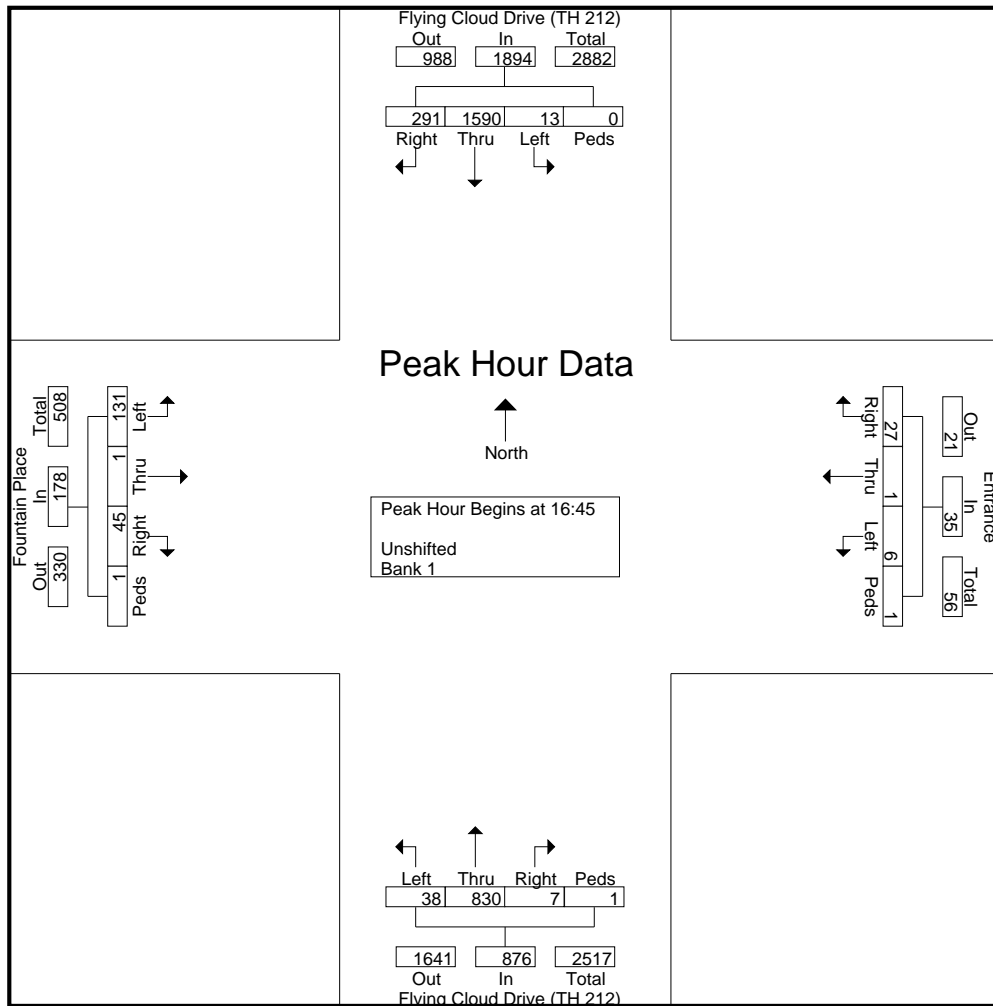 Flying Cloud Drive (TH 212)
Out In Total
988 1894 2882
291 1590 13 0
Right Thru Left Peds
Peak Hour Data
North
Peak Hour Begins at 16:45
Unshifted
Bank 1
Fountain Place
Out In Total
330 178 508
131 1 45 1
Left Thru Right Peds
Entrance
Out In Total
21 35 56
27 1 6 1
Right Thru Left Peds
Left Thru Right Peds
38 830 7 1
1641 876 2517
Out In Total
Flying Cloud Drive (TH 212)